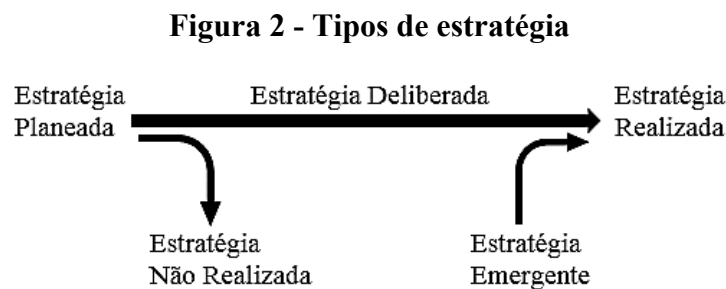 Figura 2 - Tipos de estratégia
Estratégia
Planeada
Estratégia Deliberada
Estratégia
Realizada
Estratégia
Não Realizada
Estratégia
Emergente